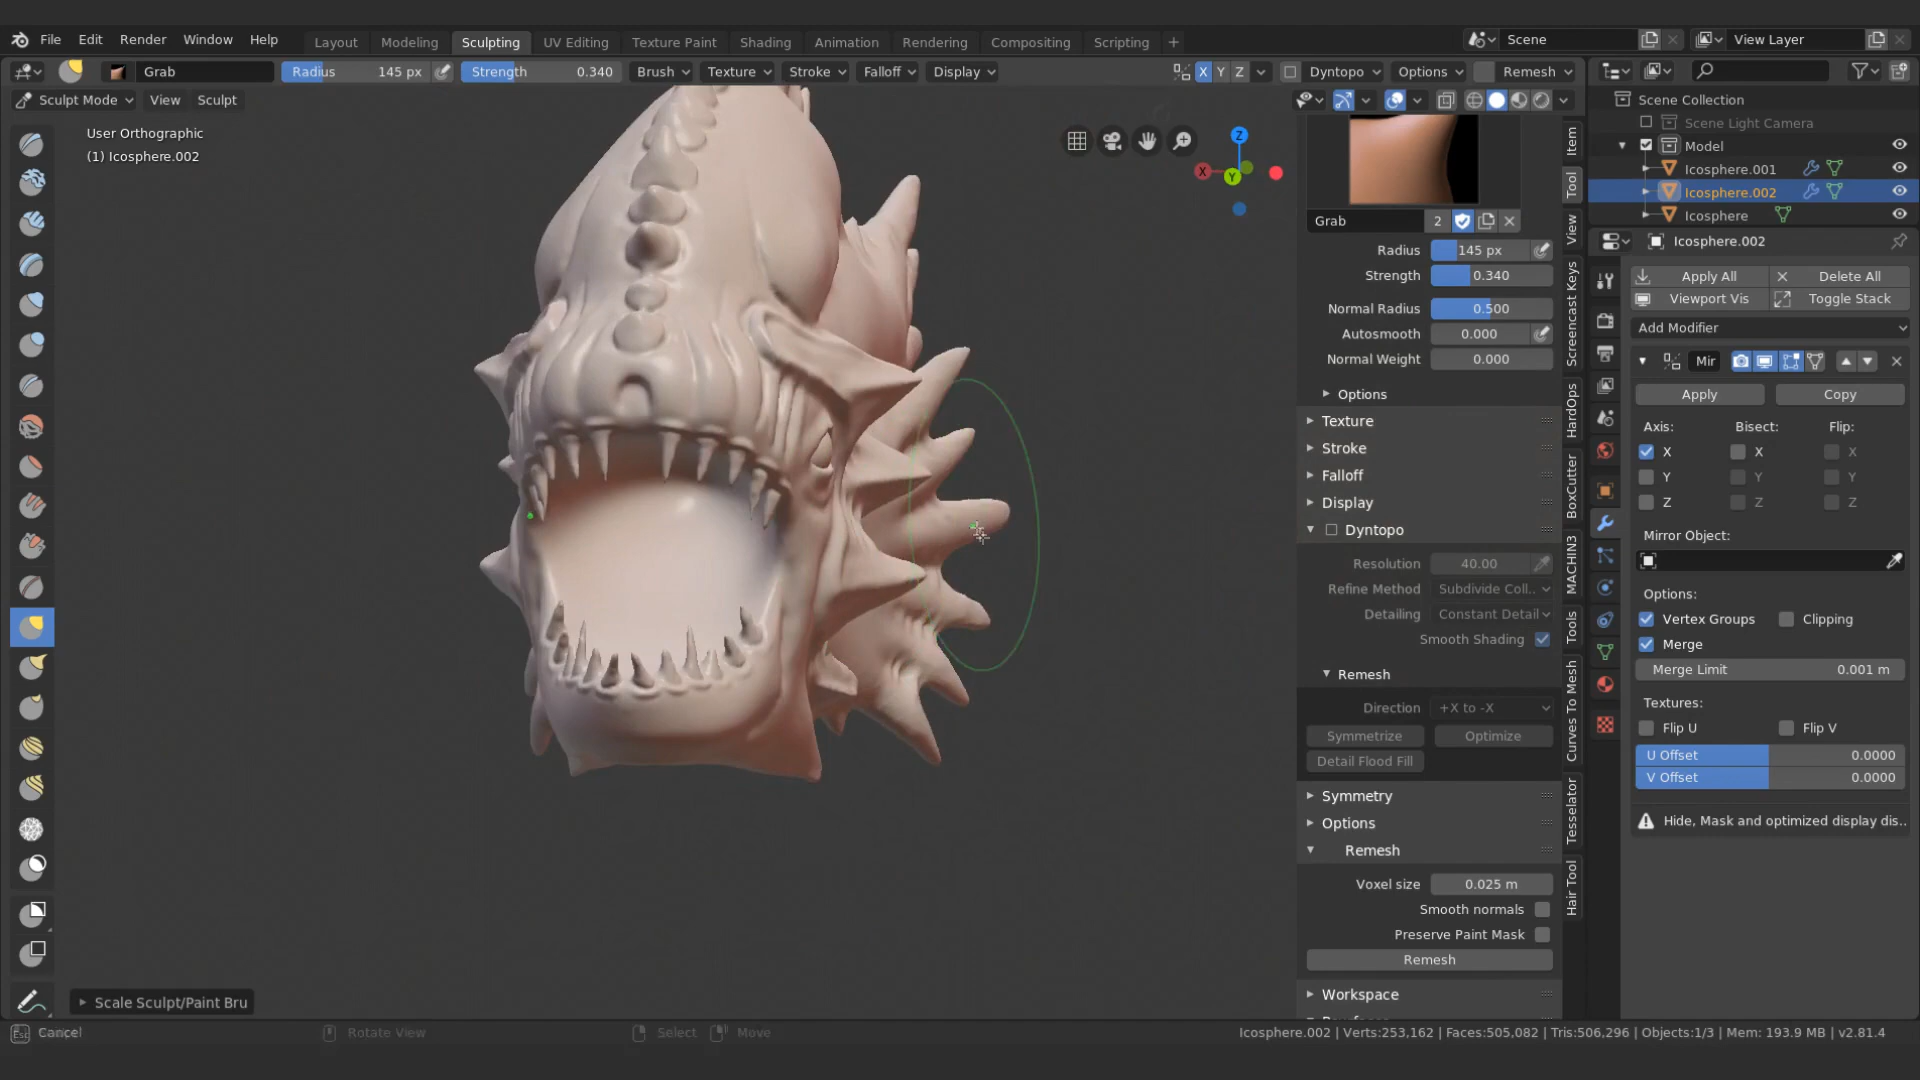 File Edit Render Window Help Layout Modeling Sculpting UV Editing Texture Paint Shading Animation Rendering Compositing Scripting + Scene View Layer
Grab Radius 145 px Strength 0.340 Brush Texture Stroke Falloff Display X Y Z Dyntopo Options Remesh
Sculpt Mode View Sculpt
User Orthographic
(1) Icosphere.002
Z
X
Y
Grab 2
Radius 145 px
Strength 0.340
Normal Radius 0.500
Autosmooth 0.000
Normal Weight 0.000
Options
Texture
Stroke
Falloff
Display
Dyntopo
Resolution 40.00
Refine Method Subdivide Coll..
Detailing Constant Detail
Smooth Shading
Remesh
Direction +X to -X
Symmetrize Optimize
Detail Flood Fill
Symmetry
Options
Remesh
Voxel size 0.025 m
Smooth normals
Preserve Paint Mask
Remesh
Workspace
Item
Tool
View
Screencast Keys
HardOps
BoxCutter
MACHIN3
Tools
Curves To Mesh
Tesselator
Hair Tool
Scene Collection
Scene Light Camera
Model
Icosphere.001
Icosphere.002
Icosphere
Icosphere.002
Apply All Delete All
Viewport Vis Toggle Stack
Add Modifier
Mir
Apply Copy
Axis: Bisect: Flip:
X X X
Y Y Y
Z Z Z
Mirror Object:
Options:
Vertex Groups Clipping
Merge
Merge Limit 0.001 m
Textures:
Flip U Flip V
U Offset 0.0000
V Offset 0.0000
Hide, Mask and optimized display dis..
Scale Sculpt/Paint Bru
Esc Cancel Rotate View Select Move
Icosphere.002 | Verts:253,162 | Faces:505,082 | Tris:506,296 | Objects:1/3 | Mem: 193.9 MB | v2.81.4